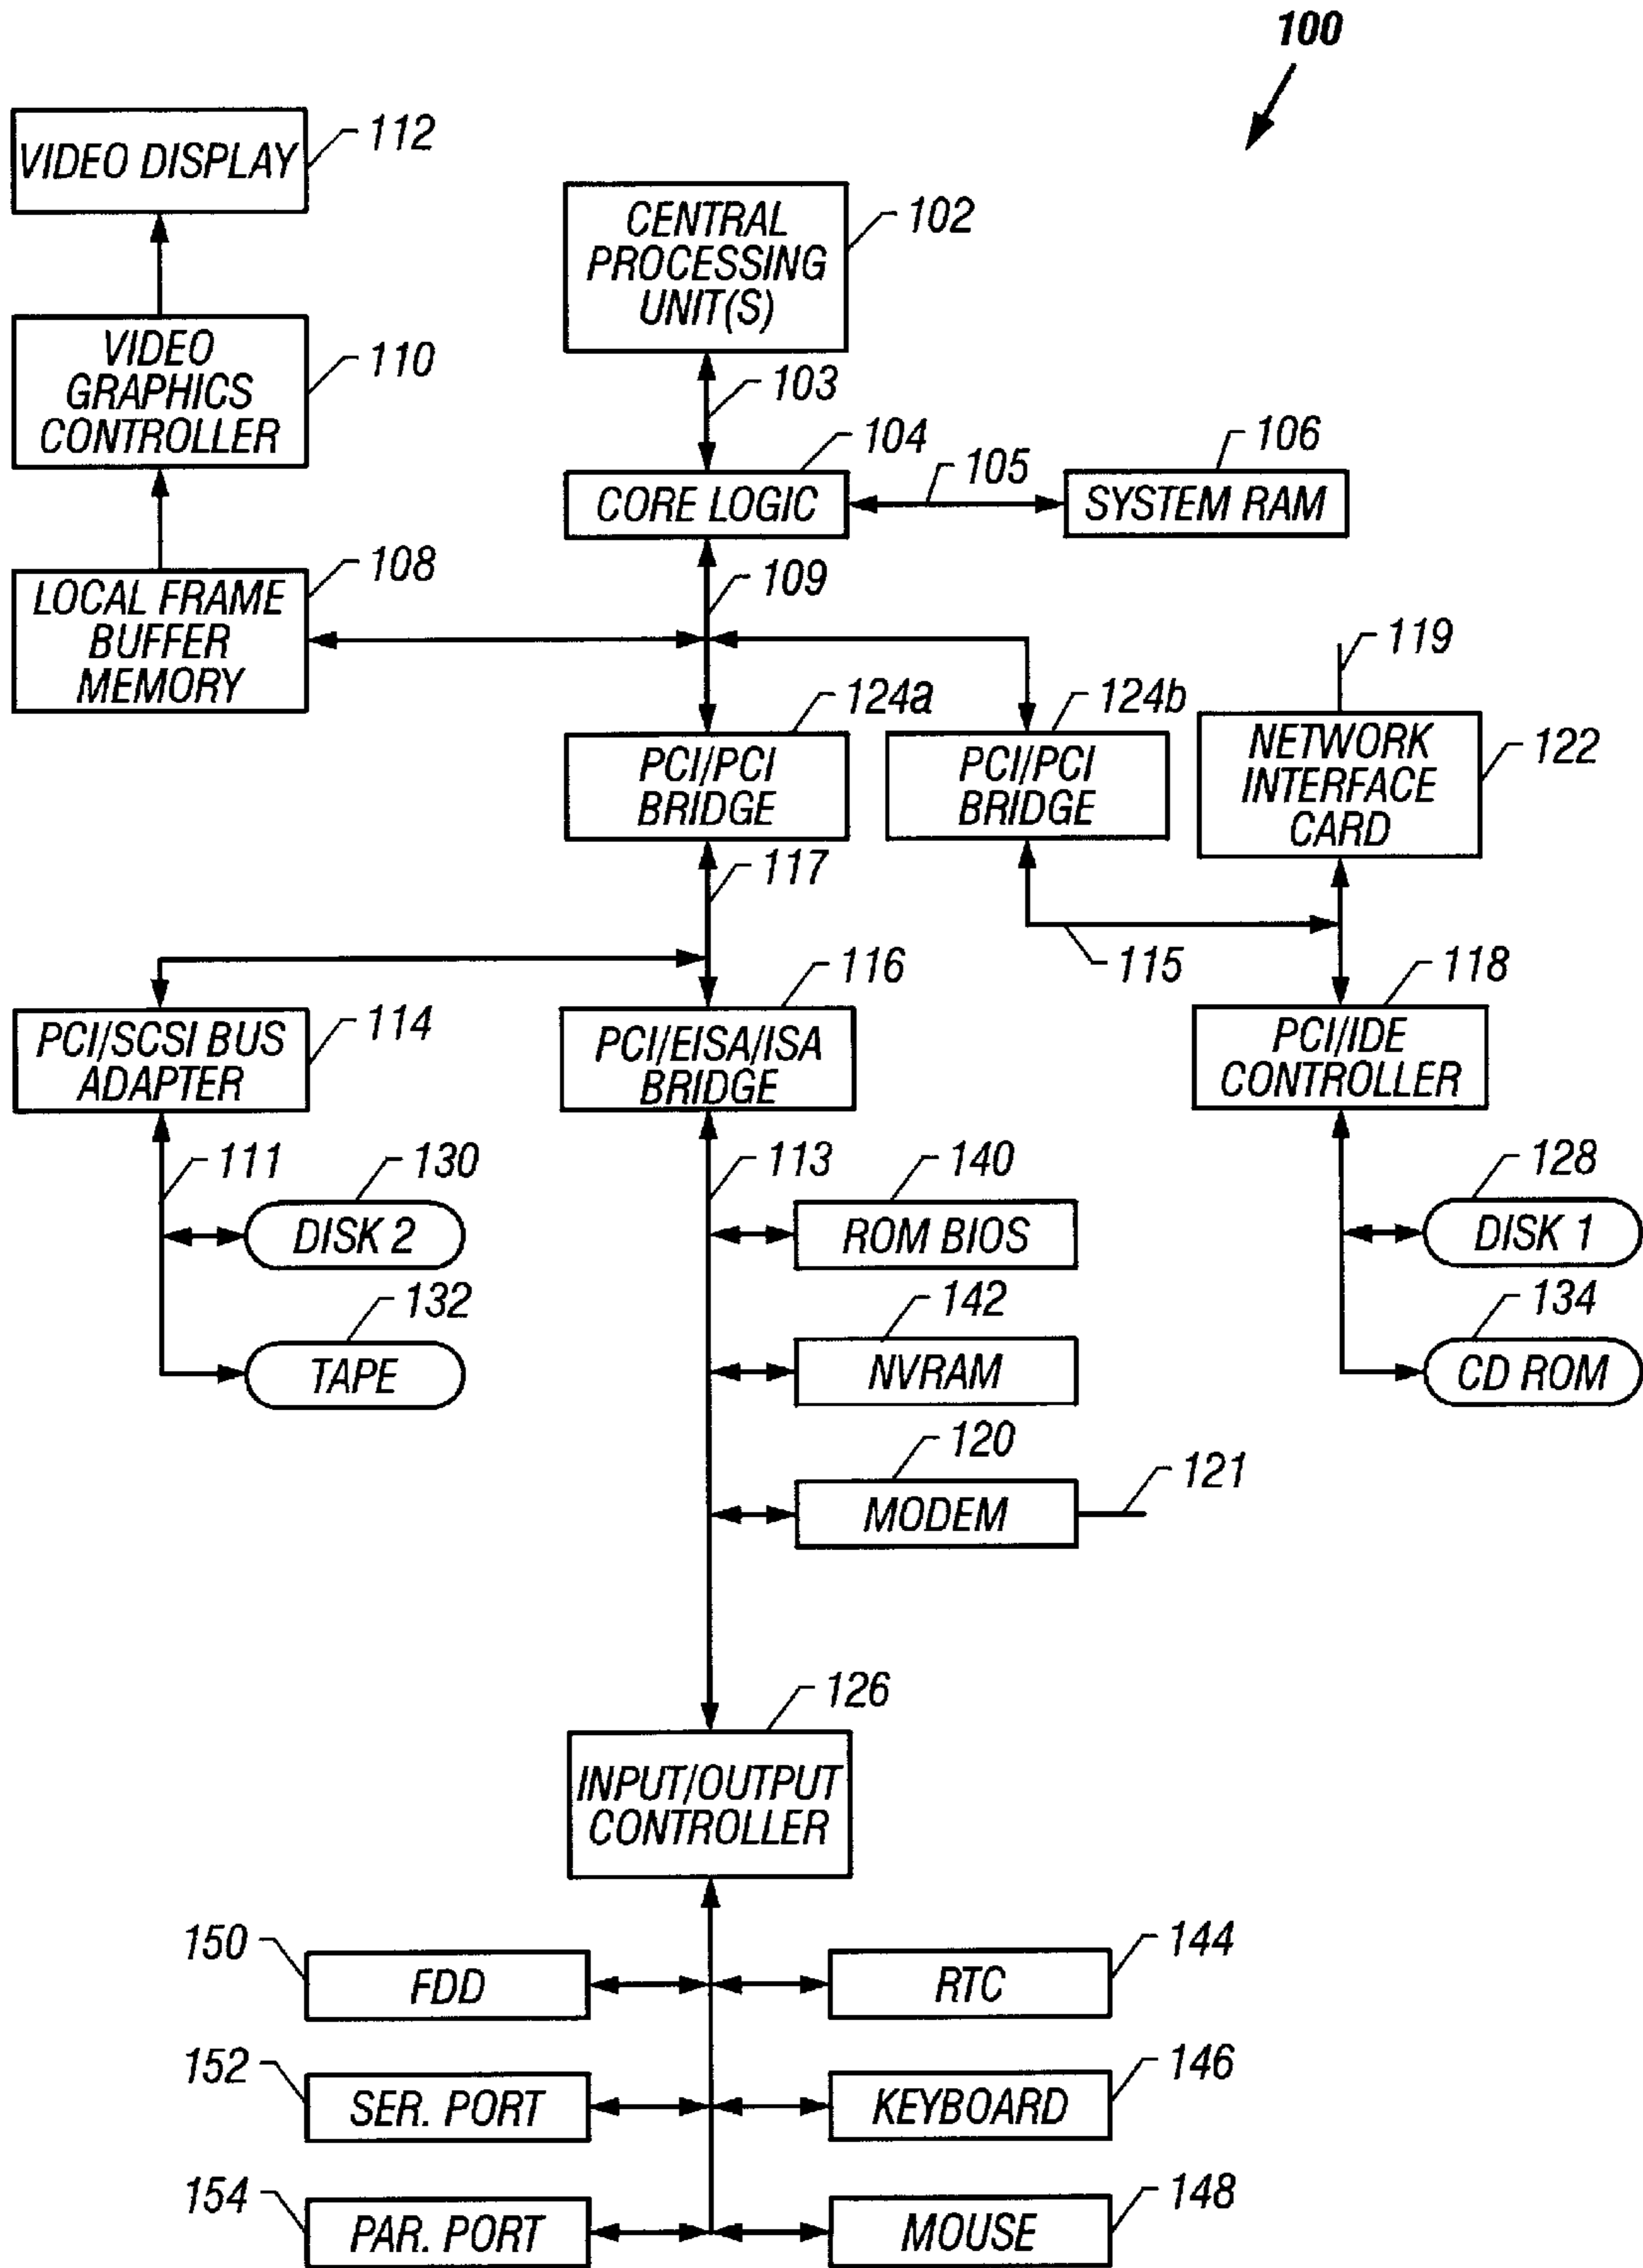 100
VIDEO DISPLAY
112
CENTRAL
PROCESSING
UNIT(S)
102
VIDEO
GRAPHICS
CONTROLLER
110
103
104
CORE LOGIC
105
106
SYSTEM RAM
LOCAL FRAME
BUFFER
MEMORY
108
109
119
124a
PCI/PCI
BRIDGE
124b
PCI/PCI
BRIDGE
NETWORK
INTERFACE
CARD
122
117
115
PCI/SCSI BUS
ADAPTER
114
116
PCI/EISA/ISA
BRIDGE
118
PCI/IDE
CONTROLLER
111
130
DISK 2
132
TAPE
113
140
ROM BIOS
142
NVRAM
120
MODEM
121
128
DISK 1
134
CD ROM
126
INPUT/OUTPUT
CONTROLLER
150
FDD
144
RTC
152
SER. PORT
146
KEYBOARD
154
PAR. PORT
148
MOUSE